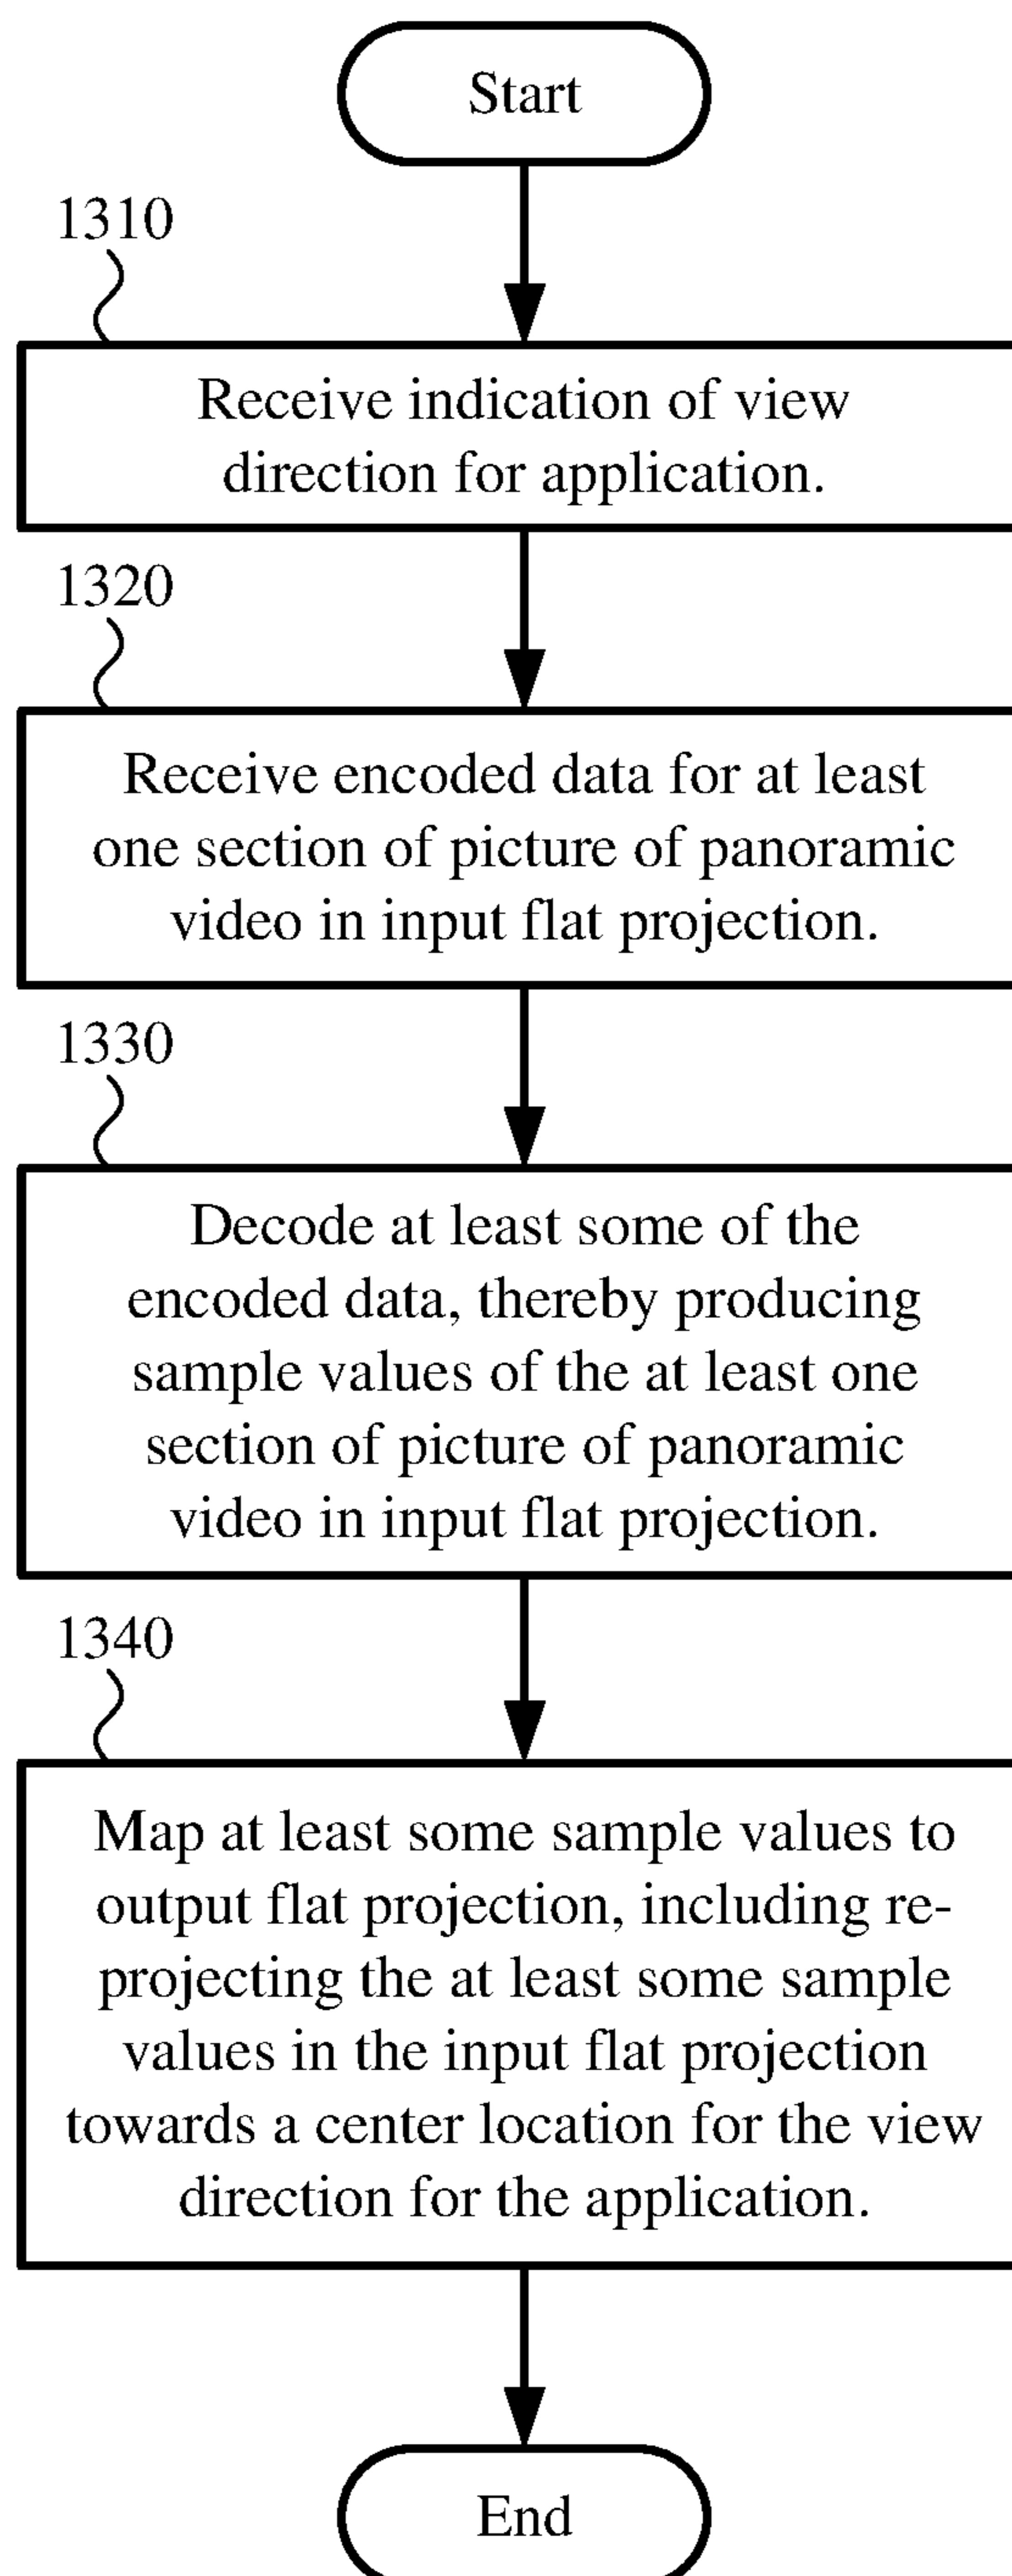 Start
1310
Receive indication of view
direction for application.
1320
Receive encoded data for at least
one section of picture of panoramic
video in input flat projection.
1330
Decode at least some of the
encoded data, thereby producing
sample values of the at least one
section of picture of panoramic
video in input flat projection.
1340
Map at least some sample values to
output flat projection, including re-
projecting the at least some sample
values in the input flat projection
towards a center location for the view
direction for the application.
End